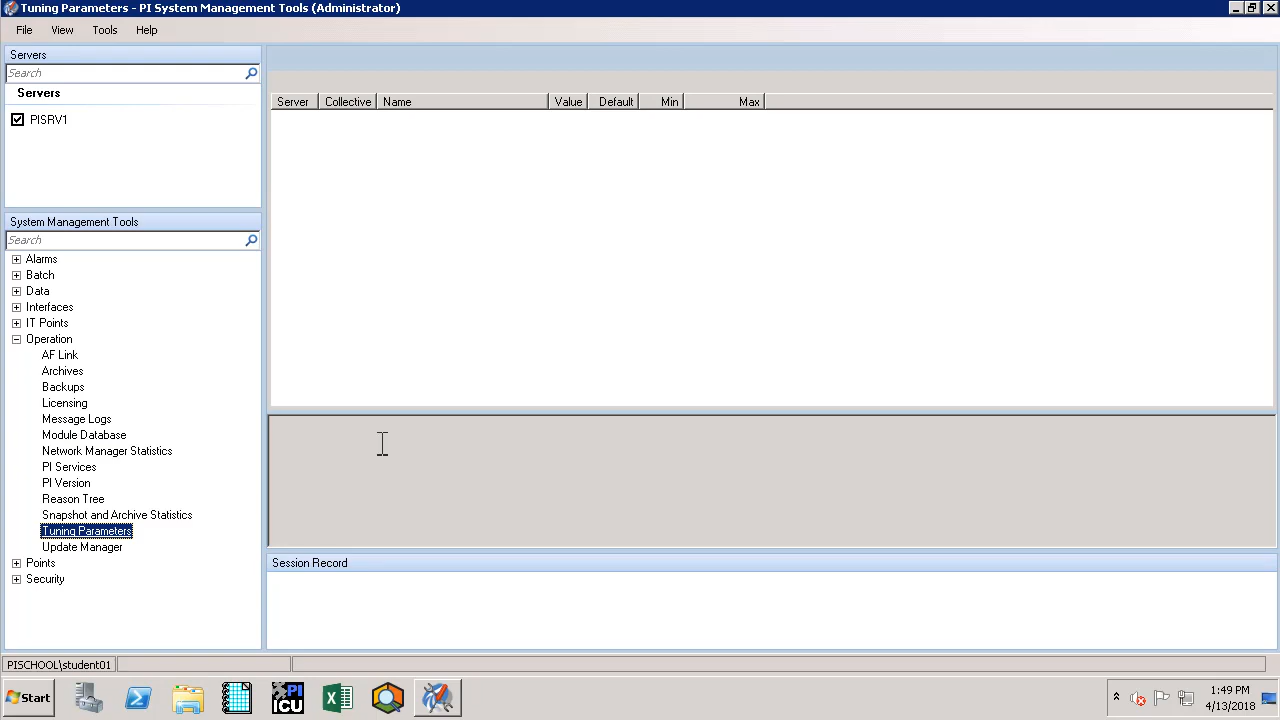 Tuning Parameters - PI System Management Tools (Administrator)
File View Tools Help
Servers
Search
Servers
PISRV1
System Management Tools
Search
Alarms
Batch
Data
Interfaces
IT Points
Operation
AF Link
Archives
Backups
Licensing
Message Logs
Module Database
Network Manager Statistics
PI Services
PI Version
Reason Tree
Snapshot and Archive Statistics
Tuning Parameters
Update Manager
Points
Security
Server Collective Name Value Default Min Max
Session Record
PISCHOOL\student01
Start
PI
ICU
1:49 PM
4/13/2018